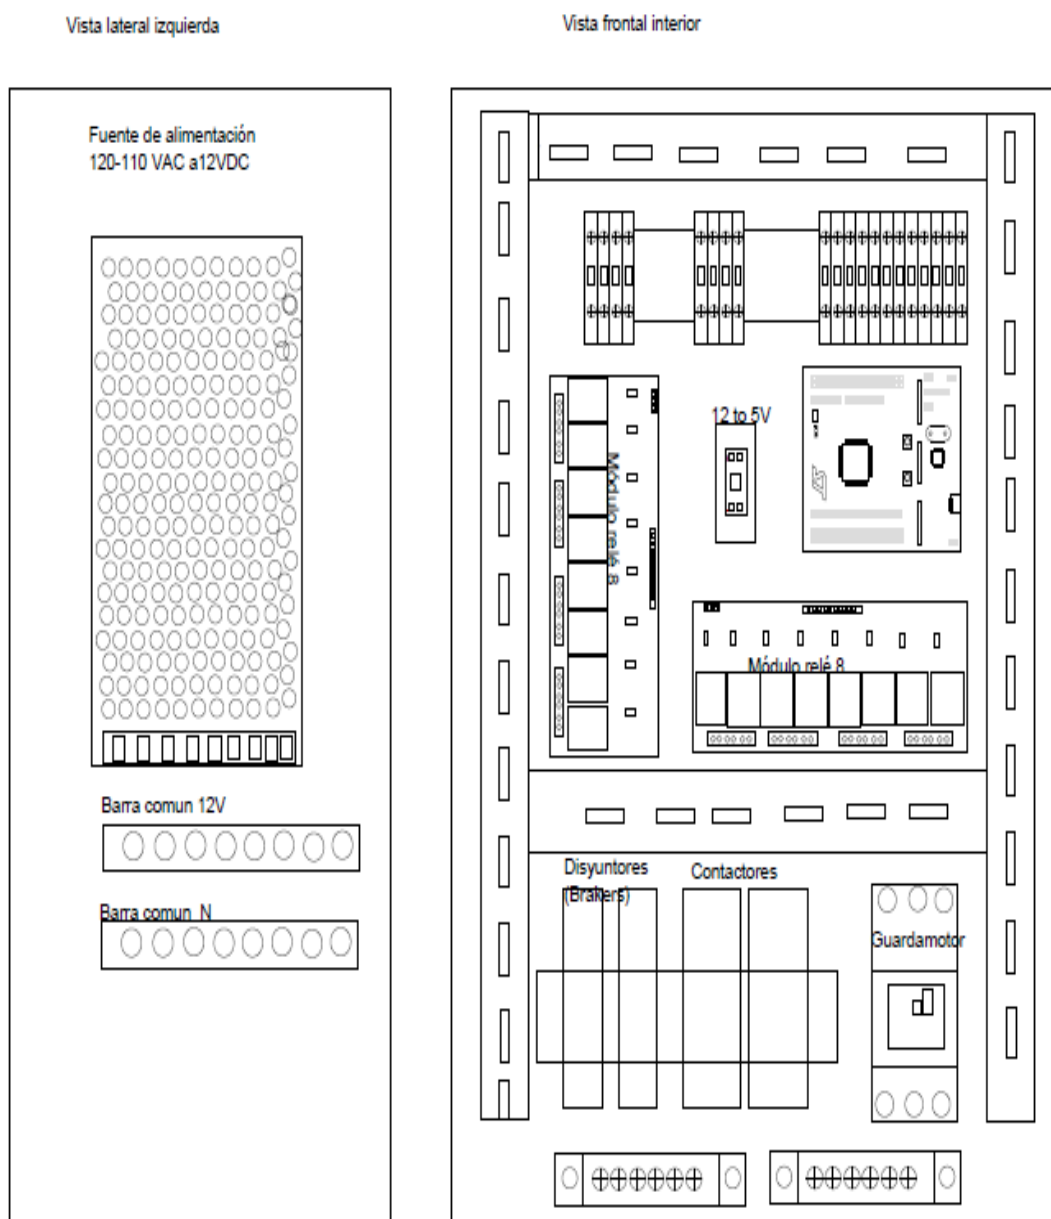 Vista lateral izquierda
Vista frontal interior
Fuente de alimentación
120-110 VAC a12VDC
12 to 5V
Módulo relé 8
Módulo relé 8
Barra comun 12V
Barra comun N
Disyuntores
(Brakers)
Contactores
Guardamotor